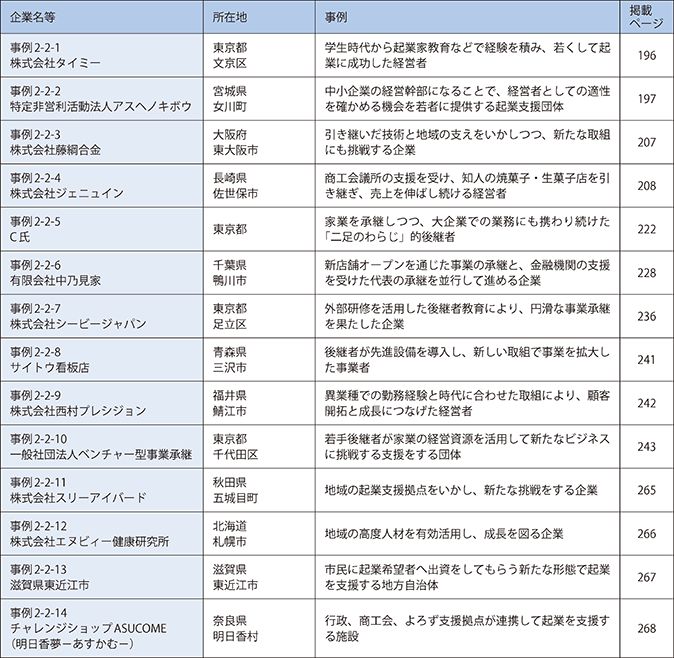 企業名等
所在地
事例
掲載
ページ
事例2-2-1
株式会社タイミー
東京都
文京区
学生時代から起業家教育などで経験を積み、若くして起
業に成功した経営者
196
事例2-2-2
特定非営利活動法人アスヘノキボウ
宮城県
女川町
中小企業の経営幹部になることで、経営者としての適性
を確かめる機会を若者に提供する起業支援団体
197
事例2-2-3
株式会社藤綱合金
大阪府
東大阪市
引き継いだ技術と地域の支えをいかしつつ、新たな取組
にも挑戦する企業
207
事例2-2-4
株式会社ジェニュイン
長崎県
佐世保市
商工会議所の支援を受け、知人の焼菓子・生菓子店を引
き継ぎ、売上を伸ばし続ける経営者
208
事例2-2-5
C氏
東京都
家業を承継しつつ、大企業での業務にも携わり続けた
「二足のわらじ」的後継者
222
事例2-2-6
有限会社中乃見家
千葉県
鴨川市
新店舗オープンを通じた事業の承継と、金融機関の支援
を受けた代表の承継を並行して進める企業
228
事例2-2-7
株式会社シービージャパン
東京都
足立区
外部研修を活用した後継者教育により、円滑な事業承継
を果たした企業
236
事例2-2-8
サイトウ看板店
青森県
三沢市
後継者が先進設備を導入し、新しい取組で事業を拡大し
た事業者
241
事例2-2-9
株式会社西村プレシジョン
福井県
鯖江市
異業種での勤務経験と時代に合わせた取組により、顧客
開拓と成長につなげた経営者
242
事例2-2-10
一般社団法人ベンチャー型事業承継
東京都
千代田区
若手後継者が家業の経営資源を活用して新たなビジネス
に挑戦する支援をする団体
243
事例2-2-11
株式会社スリーアイバード
秋田県
五城目町
地域の起業支援拠点をいかし、新たな挑戦をする企業
265
事例2-2-12
株式会社エヌビィー健康研究所
北海道
札幌市
地域の高度人材を有効活用し、成長を図る企業
266
事例2-2-13
滋賀県東近江市
滋賀県
東近江市
市民に起業希望者へ出資をしてもらう新たな形態で起業
を支援する地方自治体
267
事例2-2-14
チャレンジショップASUCOME
（明日香夢－あすかむ－）
奈良県
明日香村
行政、商工会、よろず支援拠点が連携して起業を支援す
る施設
268